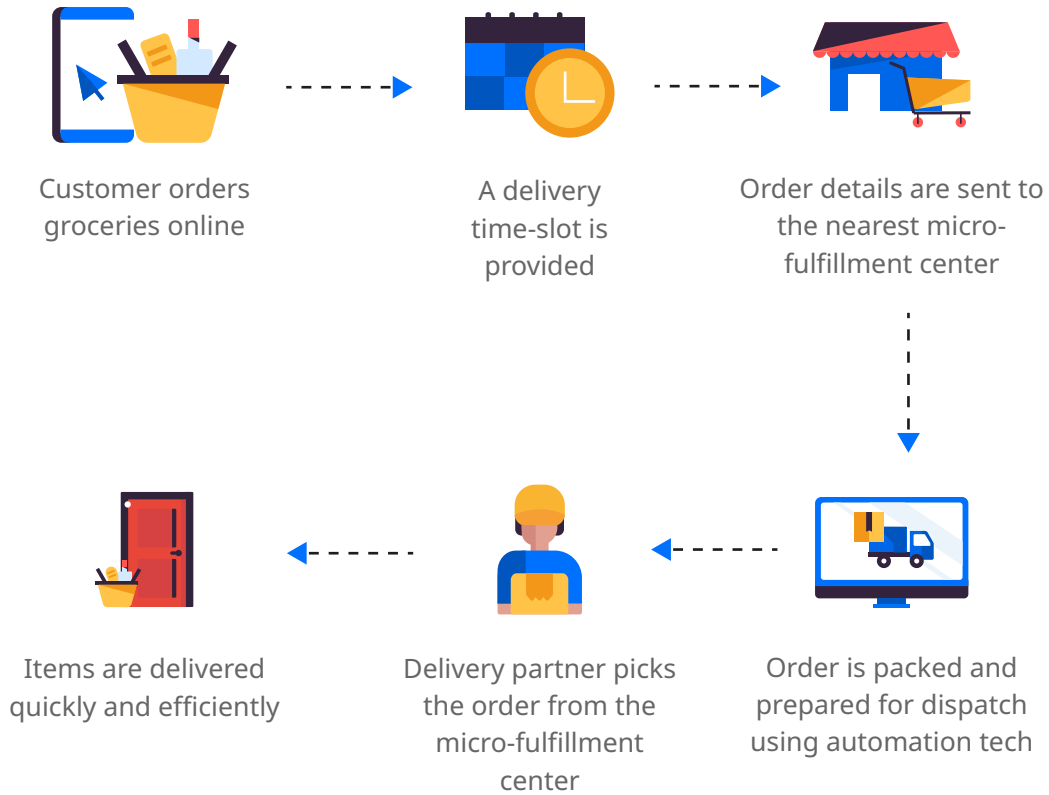 Customer orders
groceries online
A delivery
time-slot is
provided
Order details are sent to
the nearest micro-
fulfillment center
Order is packed and
prepared for dispatch
using automation tech
Delivery partner picks
the order from the
micro-fulfillment
center
Items are delivered
quickly and efficiently